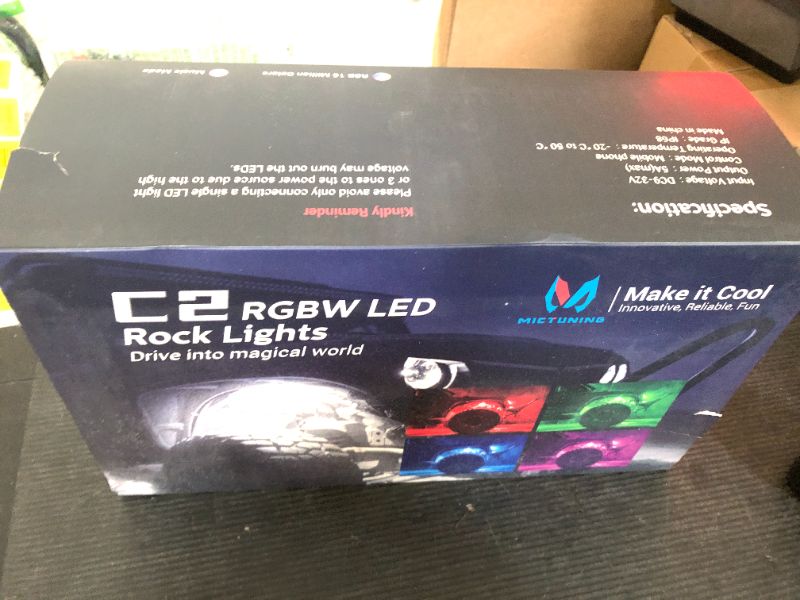 RGB 16 Million Colors
Music Mode
Specification:
Input Voltage : DC9-32V
Output Power : 5A(max)
Control Mode : Mobile phone
Operating Temperature : -20 °C to 50 °C
IP Grade : IP68
Made in china
Kindly Reminder
Please avoid only connecting a single LED light
or 3 ones to the power source due to the high
voltage may burn out the LEDs.
C2 RGBW LED
Rock Lights
Drive into magical world
MICTUNING
Make it Cool
Innovative, Reliable, Fun